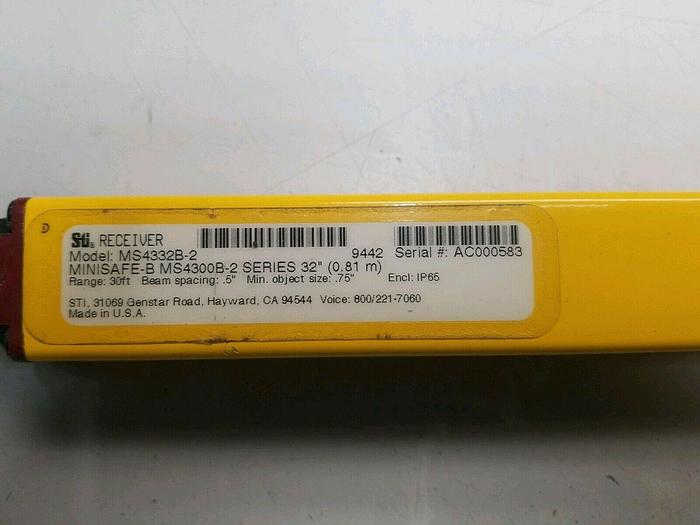 STi RECEIVER
Model: MS4332B-2 9442 Serial #: AC000583
MINISAFE-B MS4300B-2 SERIES 32" (0.81 m)
Range: 30ft Beam spacing: .5" Min. object size: .75" Encl: IP65
STI, 31069 Genstar Road, Hayward, CA 94544 Voice: 800/221-7060
Made in U.S.A.